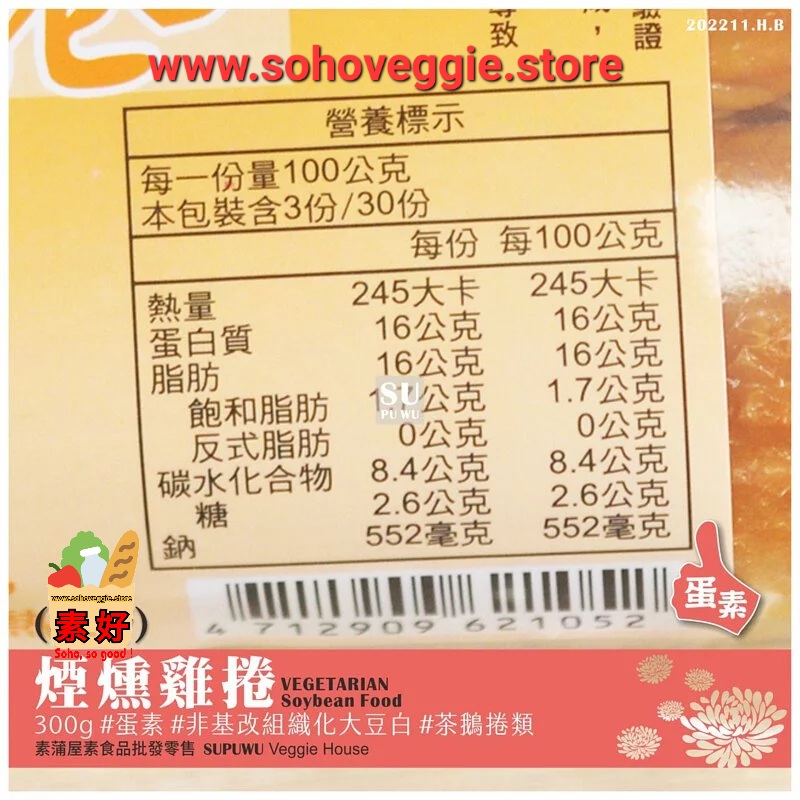 驗證
，
導致
202211.H.B
www.sohoveggie.store
營養標示
每一份量100公克
本包裝含3份/30份
每份 每100公克
熱量 245大卡 245大卡
蛋白質 16公克 16公克
脂肪 16公克 16公克
飽和脂肪 1.7公克 1.7公克
反式脂肪 0公克 0公克
碳水化合物 8.4公克 8.4公克
糖 2.6公克 2.6公克
鈉 552毫克 552毫克
SU
PU WU
4 712909 621052
蛋素
www.sohoveggie.store
(素好)
Soho, so good !
煙燻雞捲 VEGETARIAN
Soybean Food
300g #蛋素 #非基改組織化大豆白 #茶鵝捲類
素蒲屋素食品批發零售 SUPUWU Veggie House